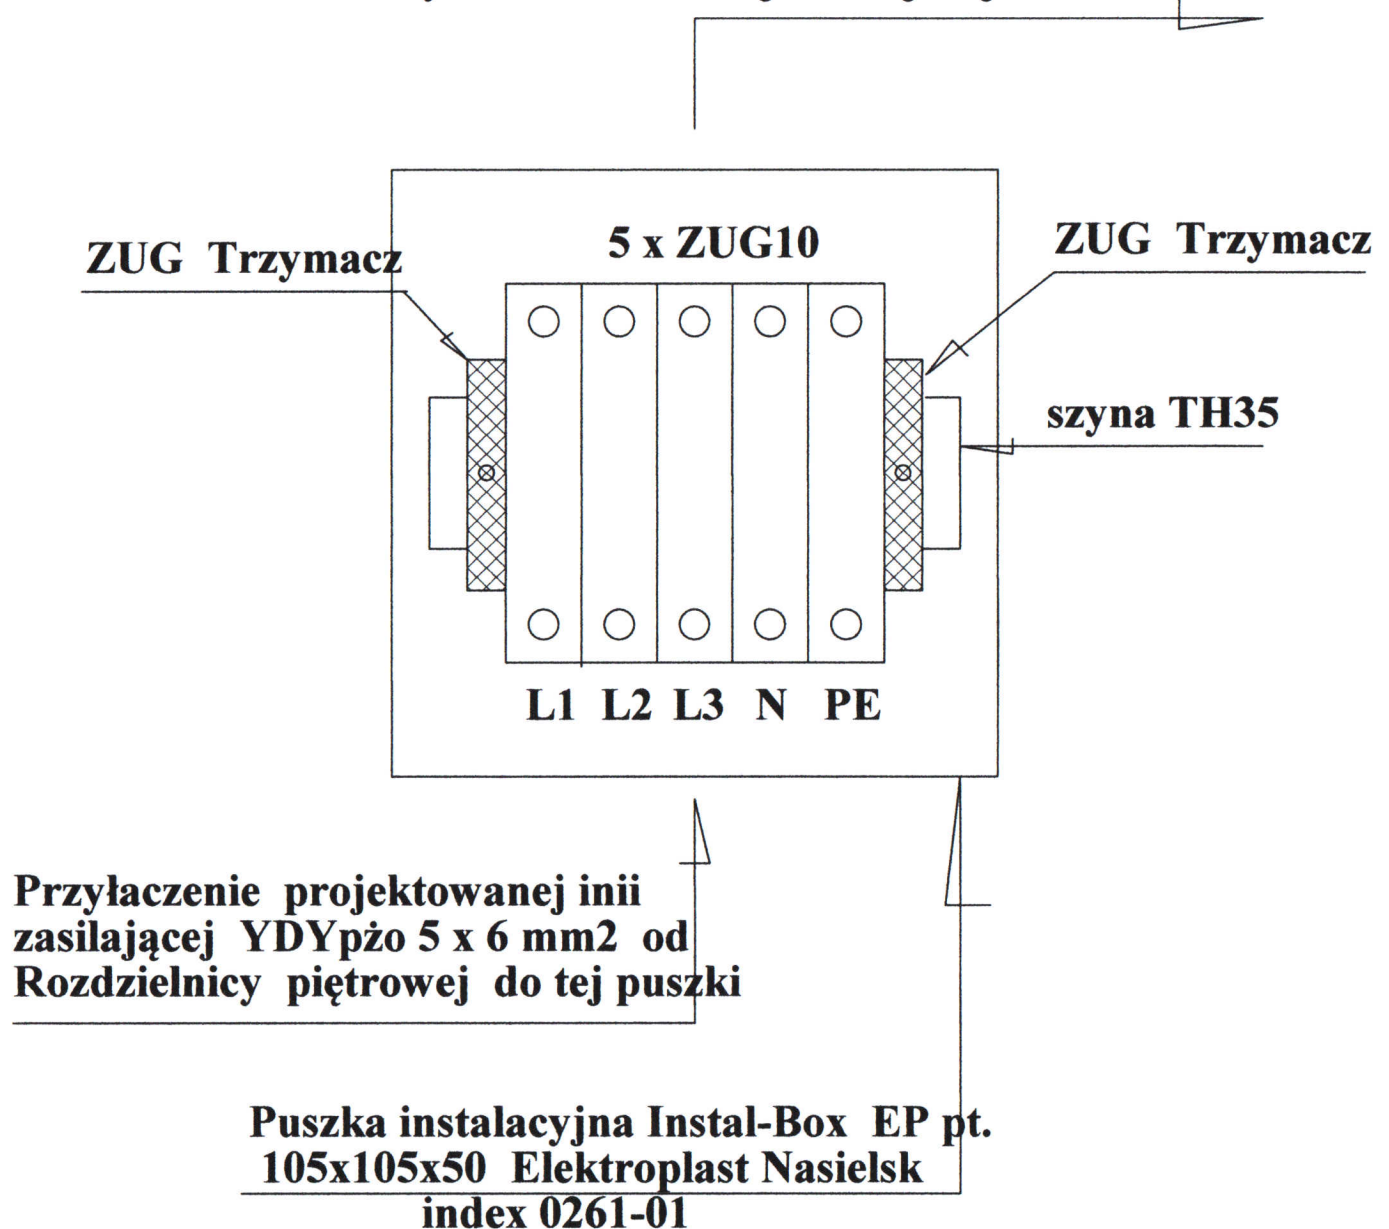 ZUG Trzymacz
5 x ZUG10
ZUG Trzymacz
szyna TH35
L1 L2 L3 N PE
Przyłaczenie projektowanej inii
zasilającej YDYpżo 5 x 6 mm2 od
Rozdzielnicy piętrowej do tej puszki
Puszka instalacyjna Instal-Box EP pt.
105x105x50 Elektroplast Nasielsk
index 0261-01